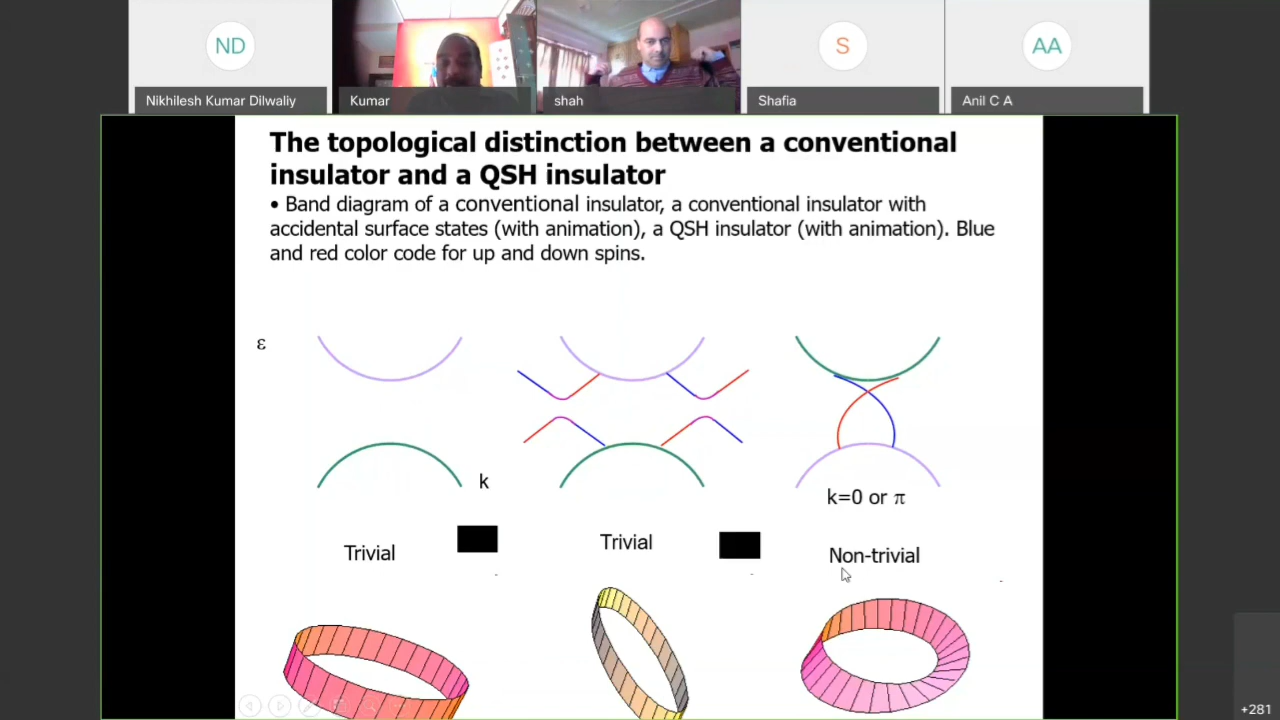 ND
S
AA
Nikhilesh Kumar Dilwaliy
Kumar
shah
Shafia
Anil C A
The topological distinction between a conventional
insulator and a QSH insulator
• Band diagram of a conventional insulator, a conventional insulator with
accidental surface states (with animation), a QSH insulator (with animation). Blue
and red color code for up and down spins.
ε
k
k=0 or π
Trivial
Trivial
Non-trivial
+281